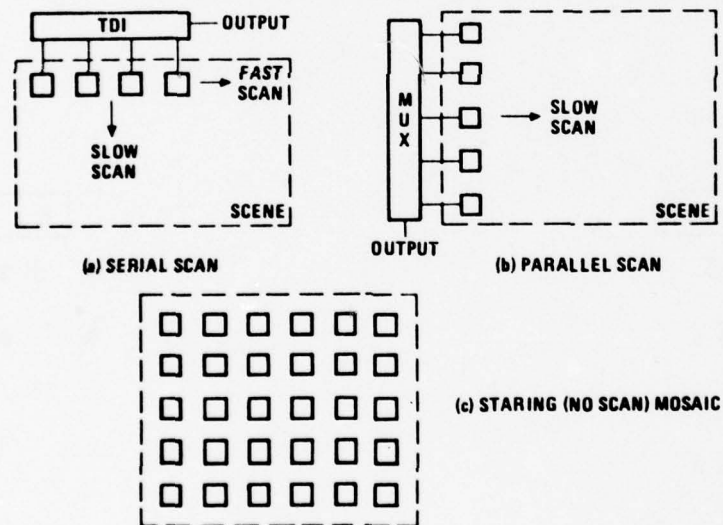 TDI
OUTPUT
FAST
SCAN
SLOW
SCAN
SCENE
(a) SERIAL SCAN
MUX
SLOW
SCAN
SCENE
OUTPUT
(b) PARALLEL SCAN
(c) STARING (NO SCAN) MOSAIC